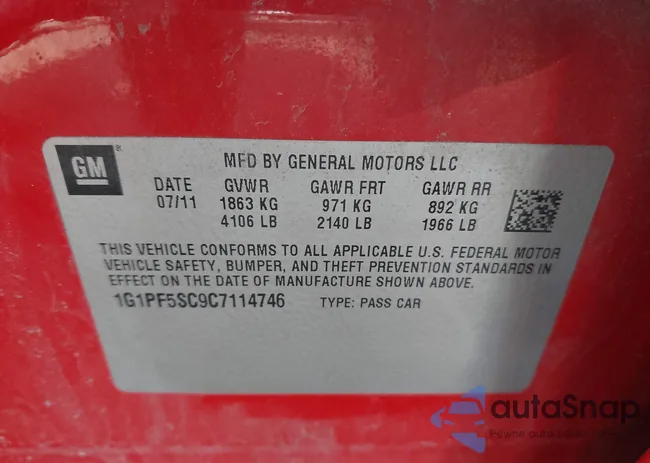 GM
MFD BY GENERAL MOTORS LLC
DATE GVWR GAWR FRT GAWR RR
07/11 1863 KG 971 KG 892 KG
4106 LB 2140 LB 1966 LB
THIS VEHICLE CONFORMS TO ALL APPLICABLE U.S. FEDERAL MOTOR
VEHICLE SAFETY, BUMPER, AND THEFT PREVENTION STANDARDS IN
EFFECT ON THE DATE OF MANUFACTURE SHOWN ABOVE.
1G1PF5SC9C7114746 TYPE: PASS CAR
autaSnap
Pewne auta